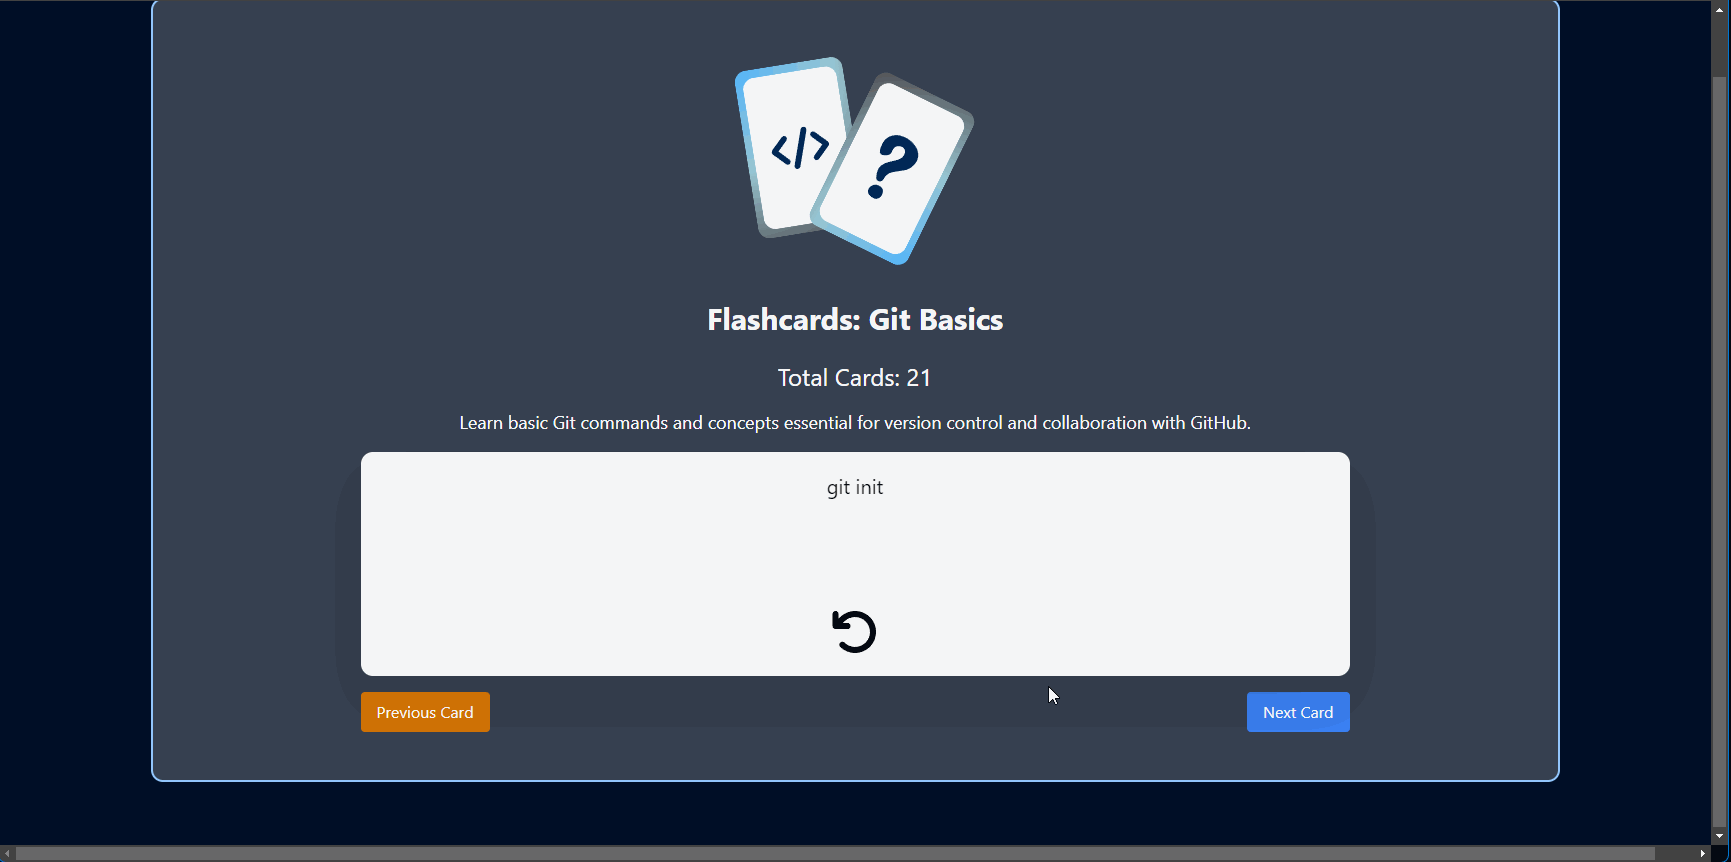 </>
?
Flashcards: Git Basics
Total Cards: 21
Learn basic Git commands and concepts essential for version control and collaboration with GitHub.
git init
Previous Card
Next Card